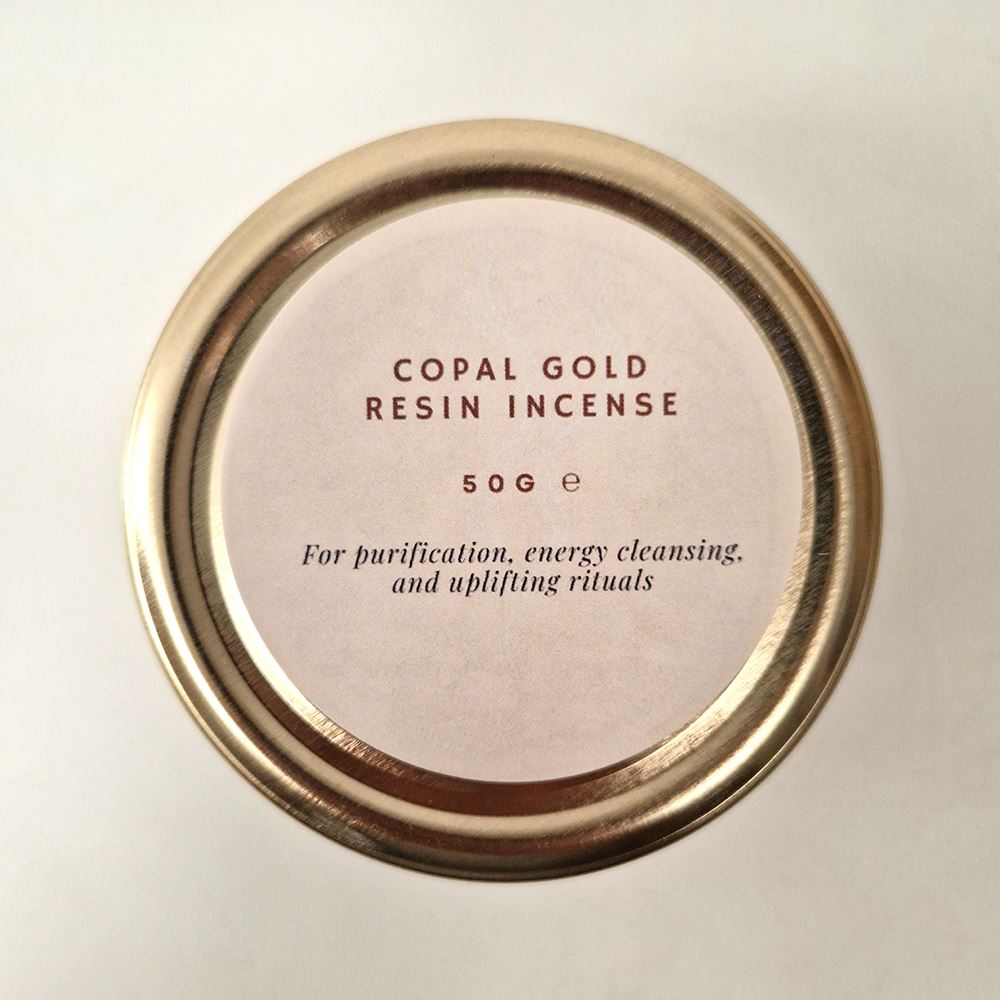 COPAL GOLD
RESIN INCENSE
50G ℮
For purification, energy cleansing,
and uplifting rituals